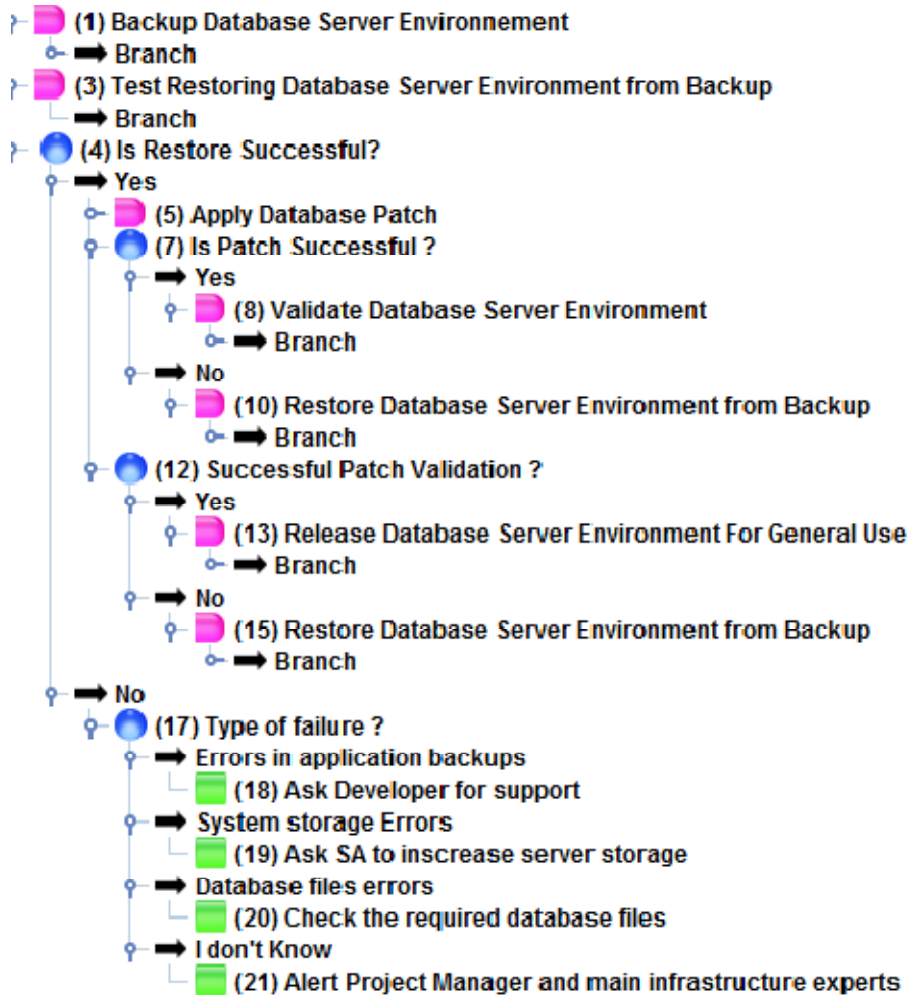 (1) Backup Database Server Environnement
Branch
(3) Test Restoring Database Server Environment from Backup
Branch
(4) Is Restore Successful?
Yes
(5) Apply Database Patch
(7) Is Patch Successful ?
Yes
(8) Validate Database Server Environment
Branch
No
(10) Restore Database Server Environment from Backup
Branch
(12) Successful Patch Validation ?
Yes
(13) Release Database Server Environment For General Use
Branch
No
(15) Restore Database Server Environment from Backup
Branch
No
(17) Type of failure ?
Errors in application backups
(18) Ask Developer for support
System storage Errors
(19) Ask SA to inscrease server storage
Database files errors
(20) Check the required database files
I don't Know
(21) Alert Project Manager and main infrastructure experts